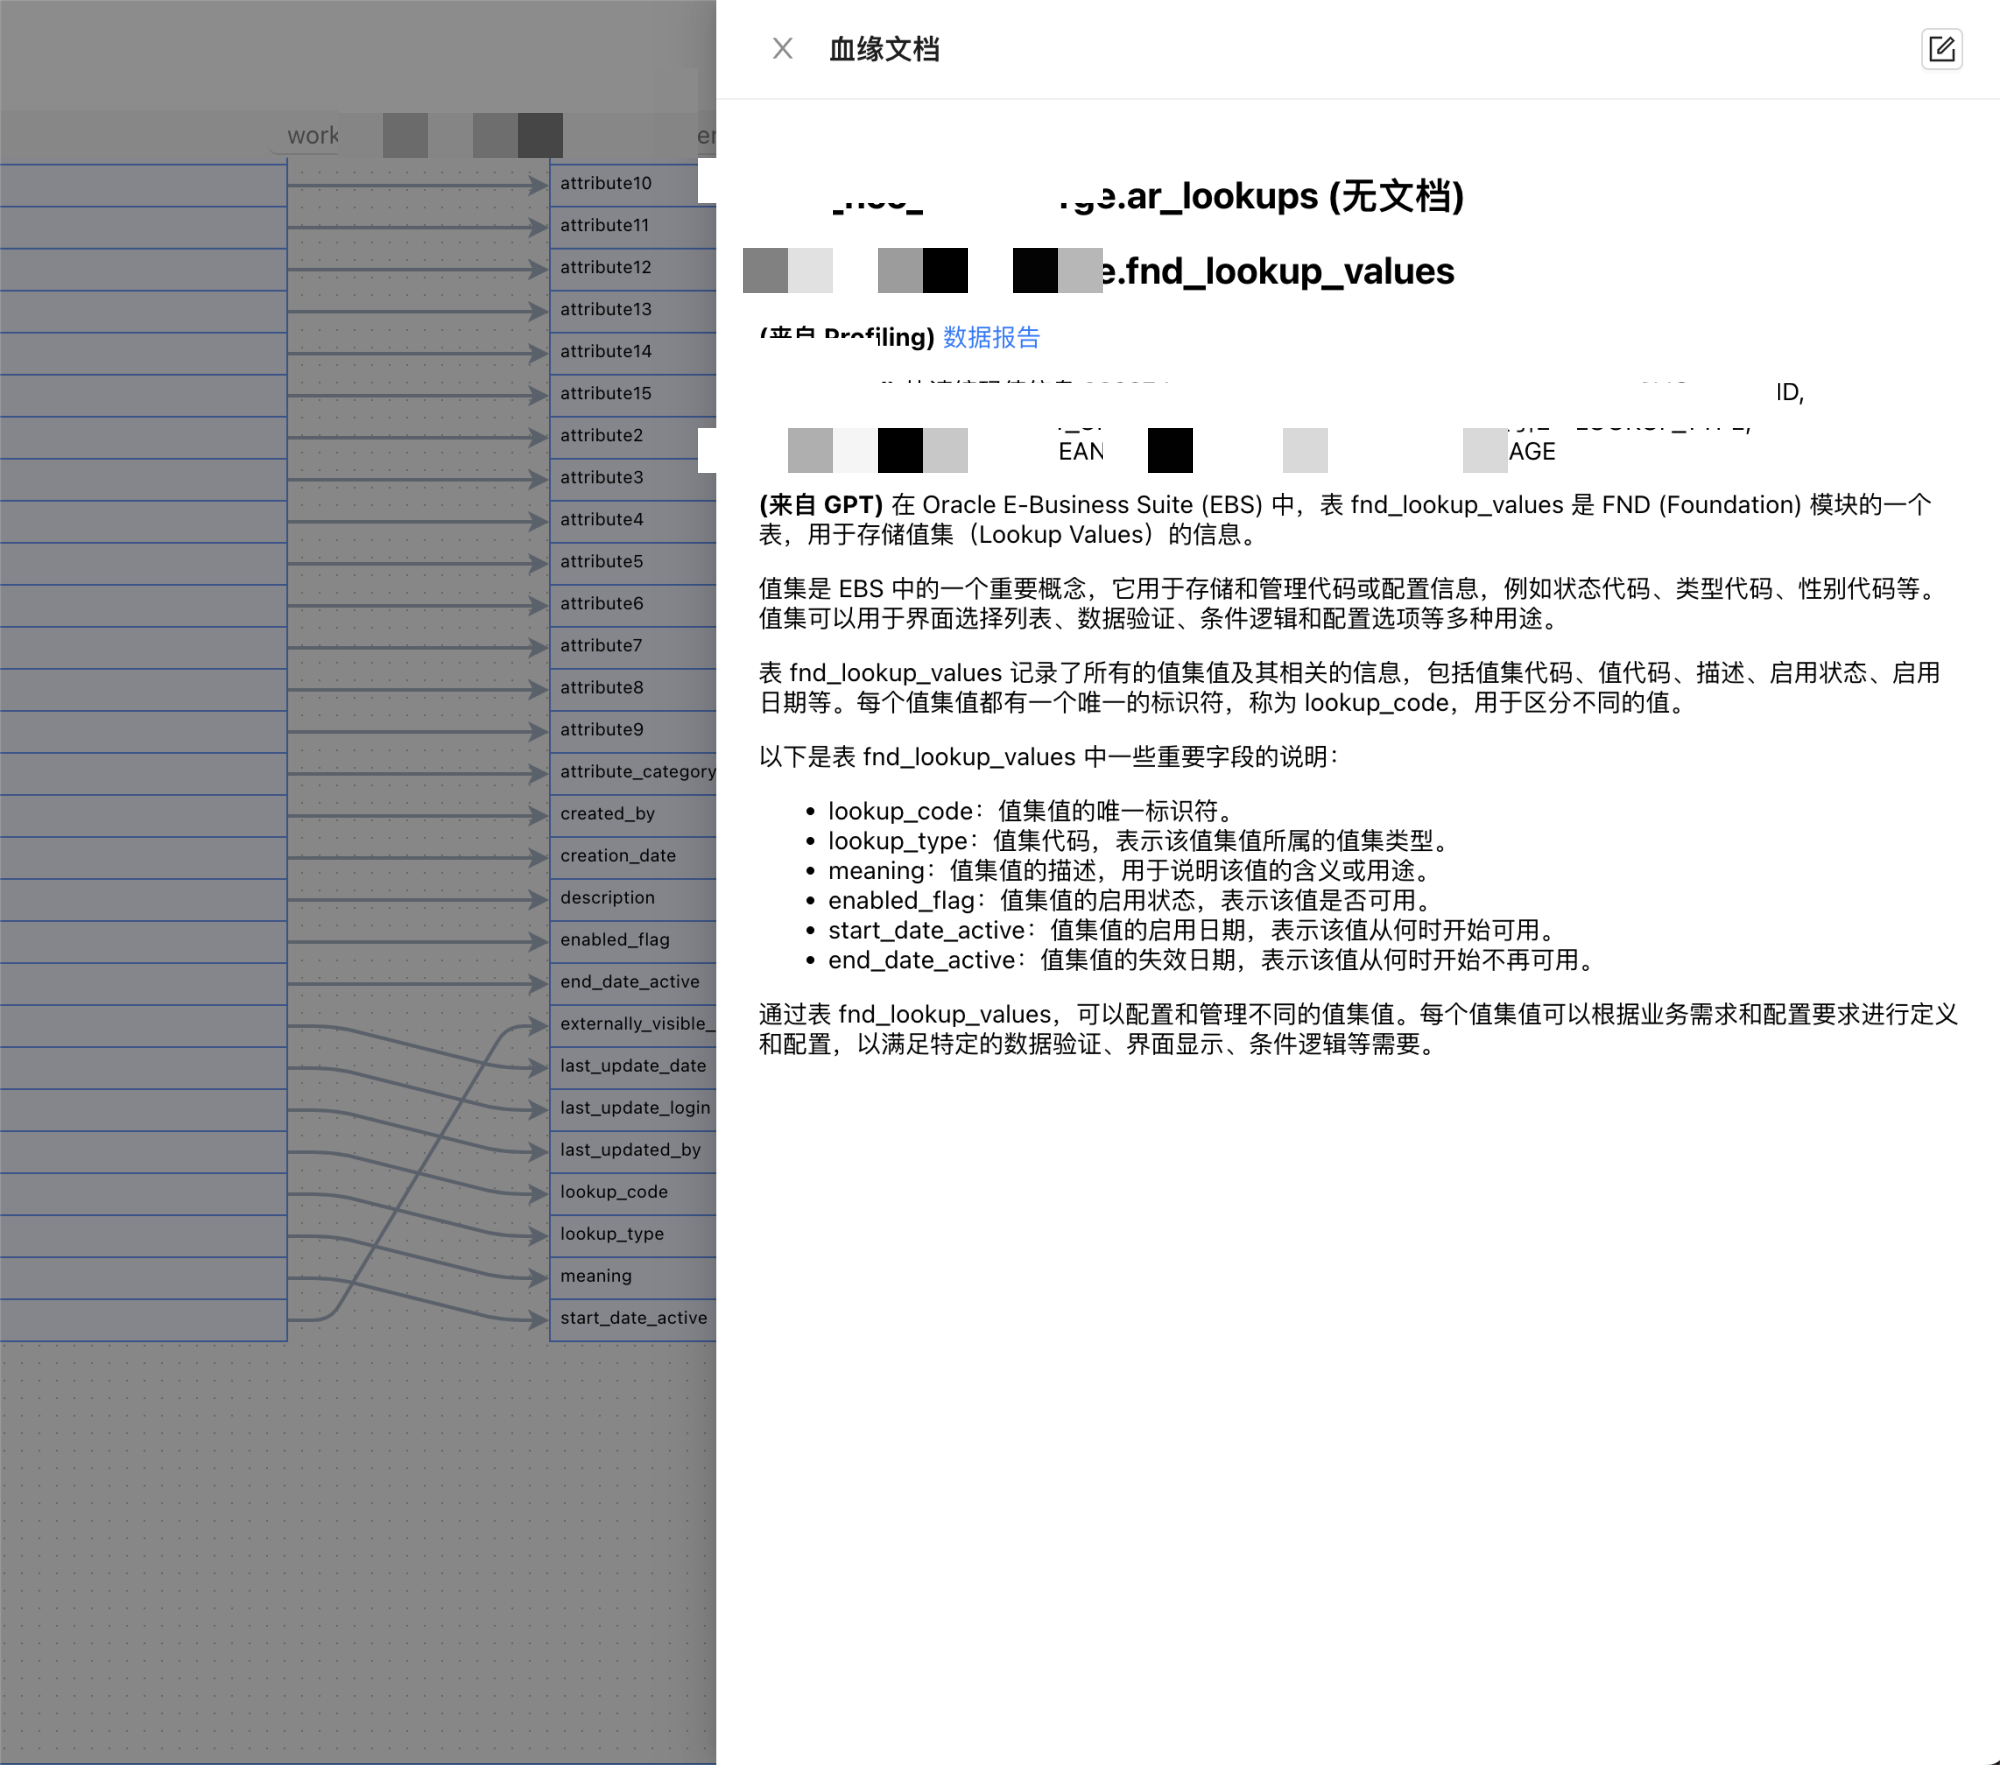 血缘文档
work
attribute10
attribute11
attribute12
attribute13
attribute14
attribute15
attribute2
attribute3
attribute4
attribute5
attribute6
attribute7
attribute8
attribute9
attribute_category
created_by
creation_date
description
enabled_flag
end_date_active
externally_visible_
last_update_date
last_update_login
last_updated_by
lookup_code
lookup_type
meaning
start_date_active
.ar_lookups (无文档)
.fnd_lookup_values
(来自 Profiling) 数据报告
ID,
AGE
(来自 GPT) 在 Oracle E-Business Suite (EBS) 中，表 fnd_lookup_values 是 FND (Foundation) 模块的一个
表，用于存储值集（Lookup Values）的信息。
值集是 EBS 中的一个重要概念，它用于存储和管理代码或配置信息，例如状态代码、类型代码、性别代码等。
值集可以用于界面选择列表、数据验证、条件逻辑和配置选项等多种用途。
表 fnd_lookup_values 记录了所有的值集值及其相关的信息，包括值集代码、值代码、描述、启用状态、启用
日期等。每个值集值都有一个唯一的标识符，称为 lookup_code，用于区分不同的值。
以下是表 fnd_lookup_values 中一些重要字段的说明：
• lookup_code：值集值的唯一标识符。
• lookup_type：值集代码，表示该值集值所属的值集类型。
• meaning：值集值的描述，用于说明该值的含义或用途。
• enabled_flag：值集值的启用状态，表示该值是否可用。
• start_date_active：值集值的启用日期，表示该值从何时开始可用。
• end_date_active：值集值的失效日期，表示该值从何时开始不再可用。
通过表 fnd_lookup_values，可以配置和管理不同的值集值。每个值集值可以根据业务需求和配置要求进行定义
和配置，以满足特定的数据验证、界面显示、条件逻辑等需要。